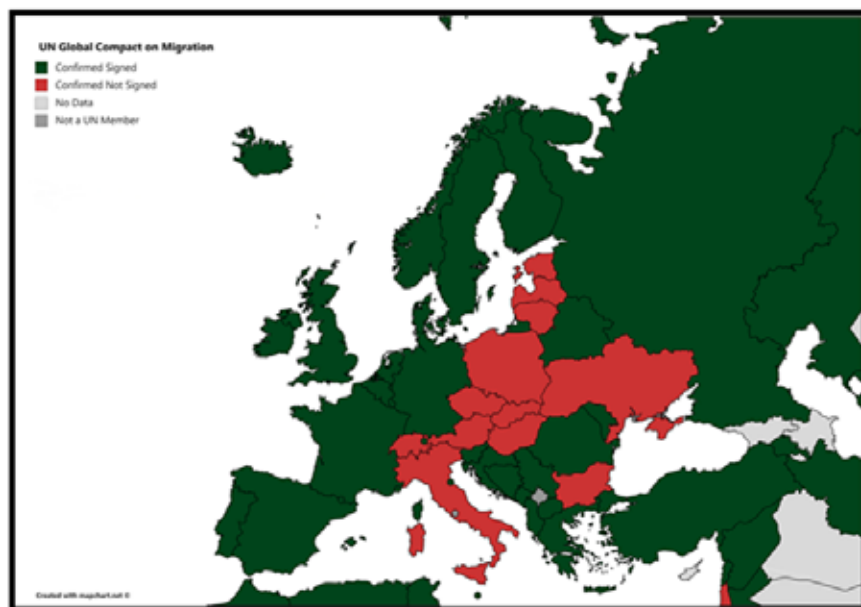 UN Global Compact on Migration
Confirmed Signed
Confirmed Not Signed
No Data
Not a UN Member
Created with mapchart.net ©